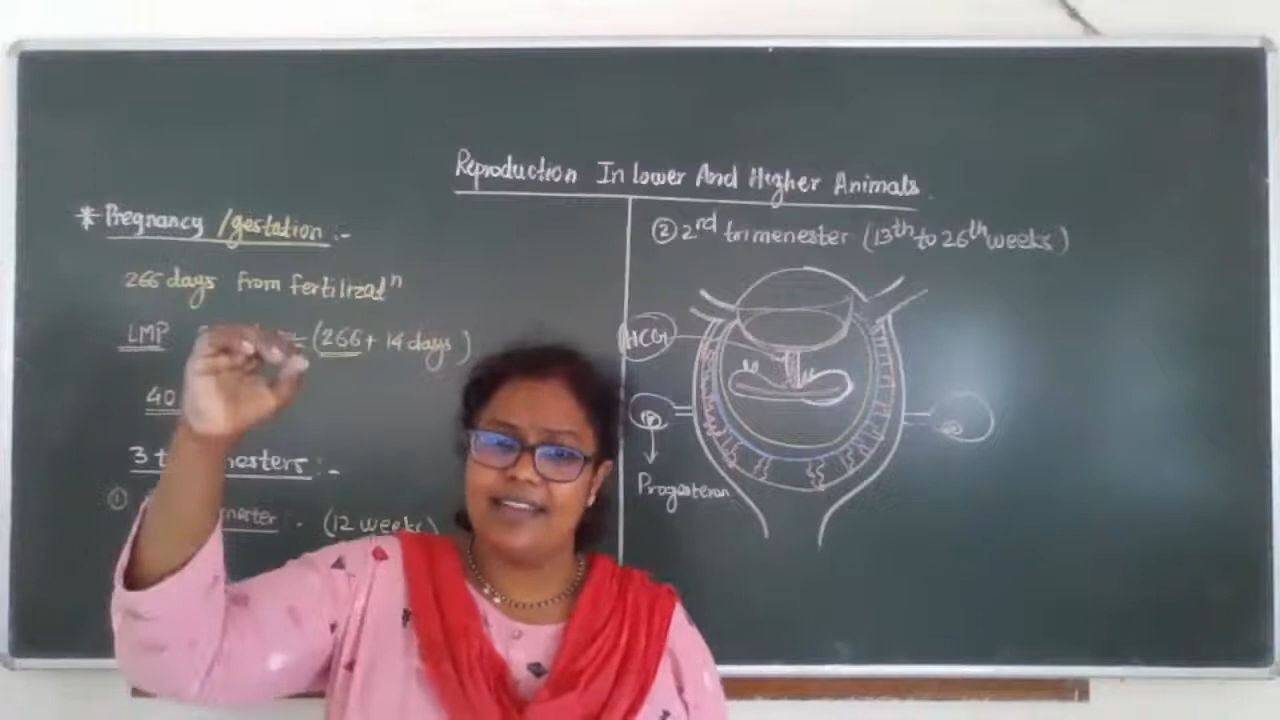 Reproduction In Lower And Higher Animals
* Pregnancy /gestation :-
266 days from fertilizatⁿ
LMP = (266 + 14 days)
40
3 :-
① (12 weeks)
② 2nd trimenester (13th to 26th weeks)
HCG
Progesteron